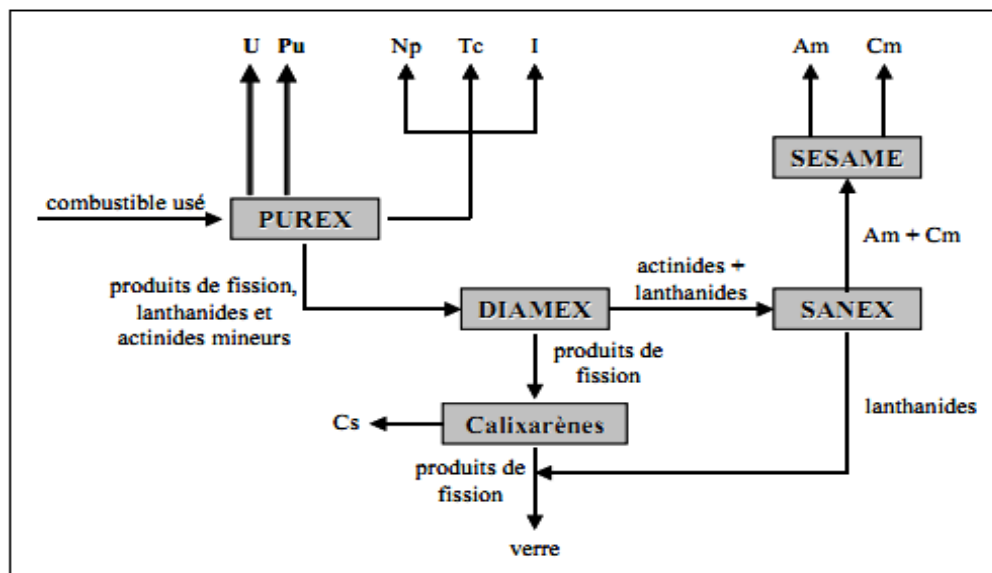 U Pu Np Tc I Am Cm
SESAME
combustible usé
PUREX
Am + Cm
produits de fission,
lanthanides et
actinides mineurs
actinides +
lanthanides
DIAMEX
SANEX
produits de
fission
lanthanides
Cs
Calixarènes
produits de
fission
verre